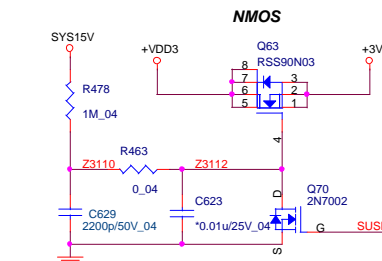 NMOS
SYS15V
+VDD3
Q63
RSS90N03
+3V
8
7
6
5
3
2
1
4
R478
1M_04
Z3110
R463
0_04
Z3112
C629
2200p/50V_04
C623
*0.01u/25V_04
Q70
2N7002
D
G
S